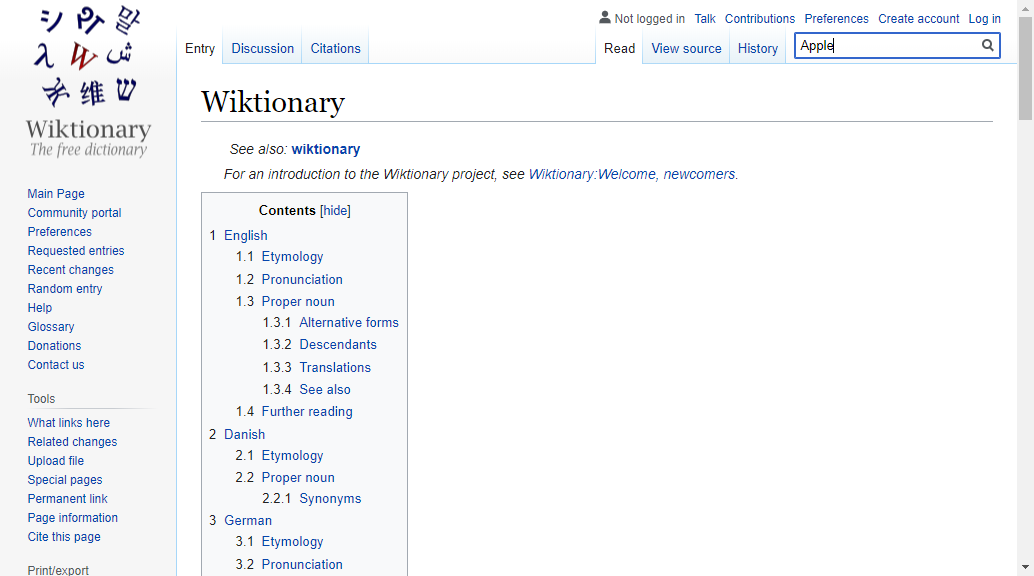 シ ρ 말
λ W ش
维 ש
Wiktionary
The free dictionary
Not logged in Talk Contributions Preferences Create account Log in
Entry Discussion Citations Read View source History Apple
Wiktionary
See also: wiktionary
For an introduction to the Wiktionary project, see Wiktionary:Welcome, newcomers.
Main Page
Community portal
Preferences
Requested entries
Recent changes
Random entry
Help
Glossary
Donations
Contact us
Tools
What links here
Related changes
Upload file
Special pages
Permanent link
Page information
Cite this page
Print/export
Contents [hide]
1 English
1.1 Etymology
1.2 Pronunciation
1.3 Proper noun
1.3.1 Alternative forms
1.3.2 Descendants
1.3.3 Translations
1.3.4 See also
1.4 Further reading
2 Danish
2.1 Etymology
2.2 Proper noun
2.2.1 Synonyms
3 German
3.1 Etymology
3.2 Pronunciation